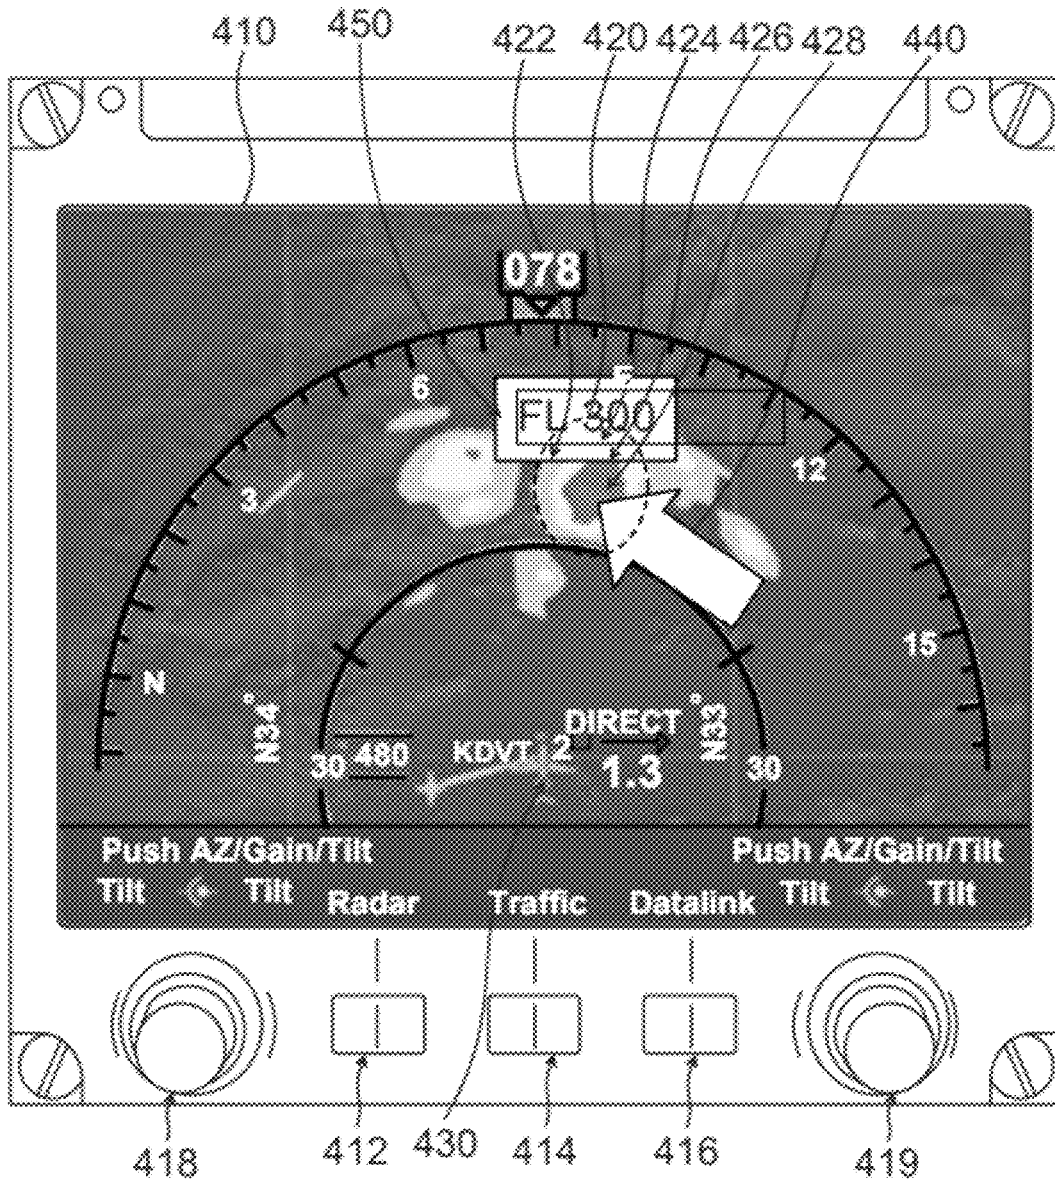 410 450 422 420 424 426 428 440
078
6 E
FL-300
3 12
15
N
N34° DIRECT N33°
30 480 KDVT 2 1.3 30
Push AZ/Gain/Tilt Push AZ/Gain/Tilt
Tilt Tilt Radar Traffic Datalink Tilt Tilt
418 412 430 414 416 419